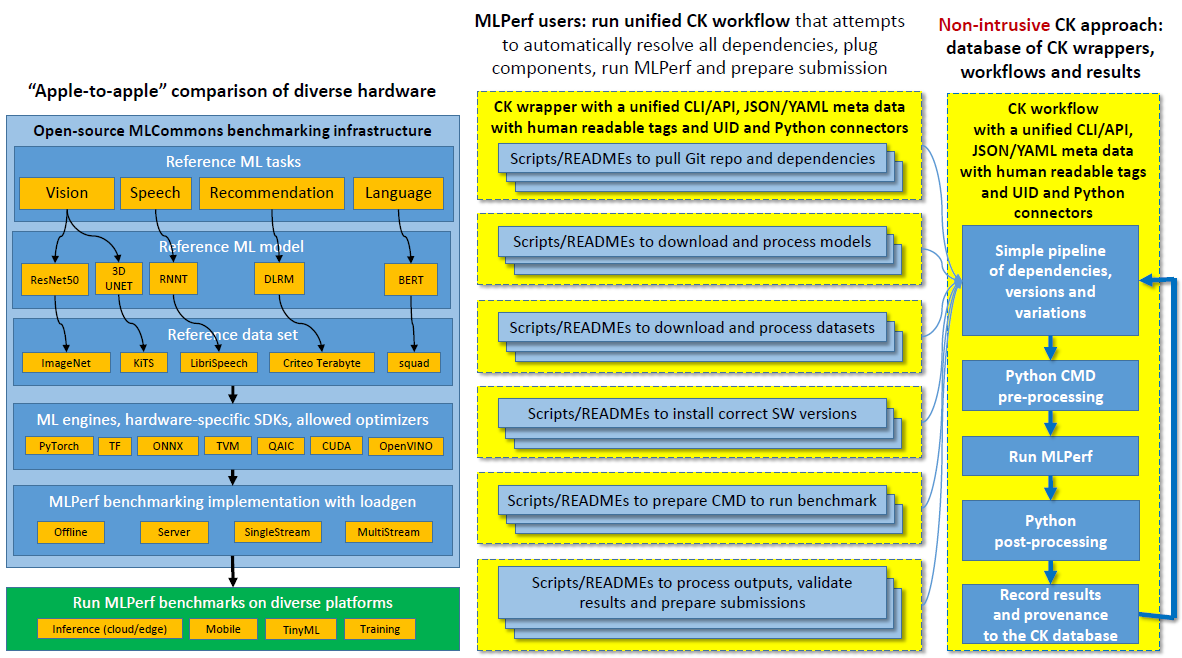 “Apple-to-apple” comparison of diverse hardware
Open-source MLCommons benchmarking infrastructure
Reference ML tasks
Vision
Speech
Recommendation
Language
Reference ML model
ResNet50
3D
UNET
RNNT
DLRM
BERT
Reference data set
ImageNet
KiTS
LibriSpeech
Criteo Terabyte
squad
ML engines, hardware-specific SDKs, allowed optimizers
PyTorch
TF
ONNX
TVM
QAIC
CUDA
OpenVINO
MLPerf benchmarking implementation with loadgen
Offline
Server
SingleStream
MultiStream
Run MLPerf benchmarks on diverse platforms
Inference (cloud/edge)
Mobile
TinyML
Training
MLPerf users: run unified CK workflow that attempts
to automatically resolve all dependencies, plug
components, run MLPerf and prepare submission
CK wrapper with a unified CLI/API, JSON/YAML meta data
with human readable tags and UID and Python connectors
Scripts/READMEs to pull Git repo and dependencies
Scripts/READMEs to download and process models
Scripts/READMEs to download and process datasets
Scripts/READMEs to install correct SW versions
Scripts/READMEs to prepare CMD to run benchmark
Scripts/READMEs to process outputs, validate
results and prepare submissions
Non-intrusive CK approach:
database of CK wrappers,
workflows and results
CK workflow
with a unified CLI/API,
JSON/YAML meta data
with human readable tags
and UID and Python
connectors
Simple pipeline
of dependencies,
versions and
variations
Python CMD
pre-processing
Run MLPerf
Python
post-processing
Record results
and provenance
to the CK database